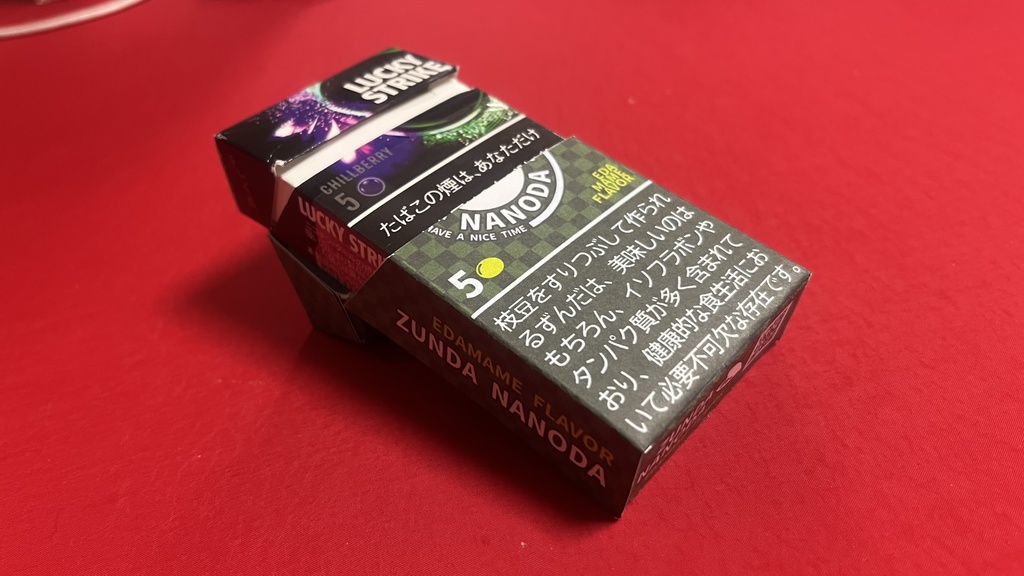 LUCKY
STRIKE
CHILLBERRY
5
LUCKY STRI
たばこの煙は、あなただけ
NANODA
HAVE A NICE TIME
EDA
MAME
FLAVOR
5
枝豆をすりつぶして作られ
るずんだは、美味しいのは
もちろん、イソフラボンや
タンパク質が多く含まれて
おり、健康的な食生活にお
いて必要不可欠な存在です。
EDAMAME FLAVOR
ZUNDA NANODA